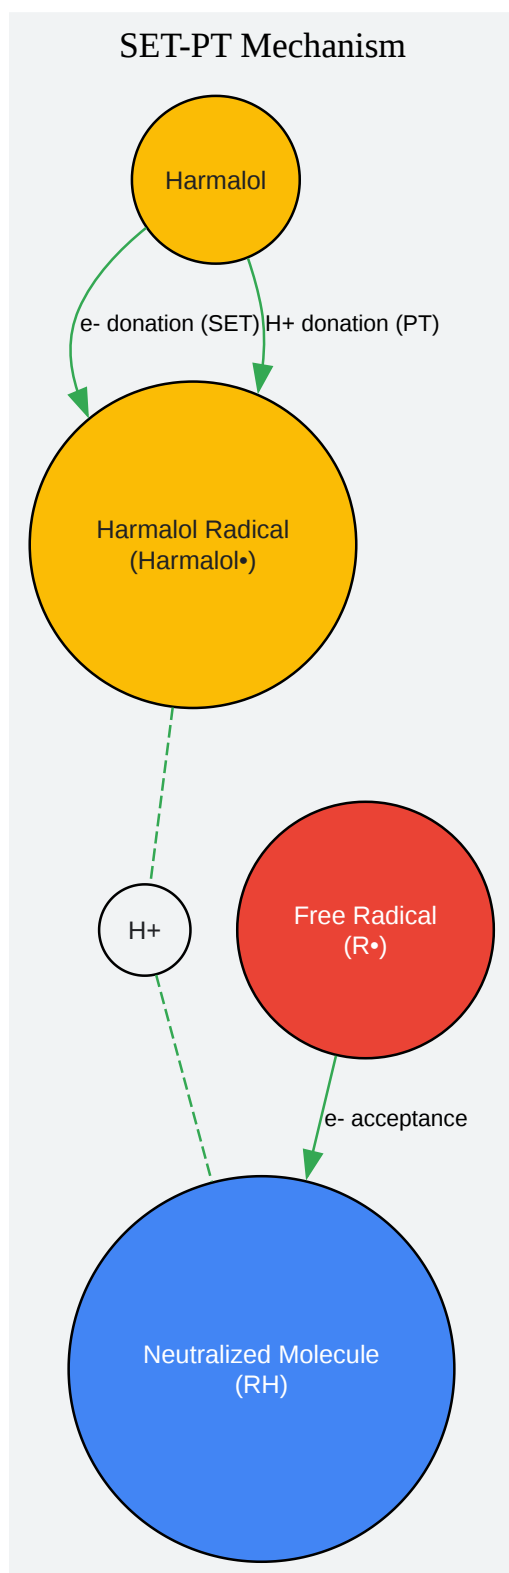 SET-PT Mechanism
Harmalol
e- donation (SET)
H+ donation (PT)
Harmalol Radical
(Harmalol•)
H+
Free Radical
(R•)
e- acceptance
Neutralized Molecule
(RH)